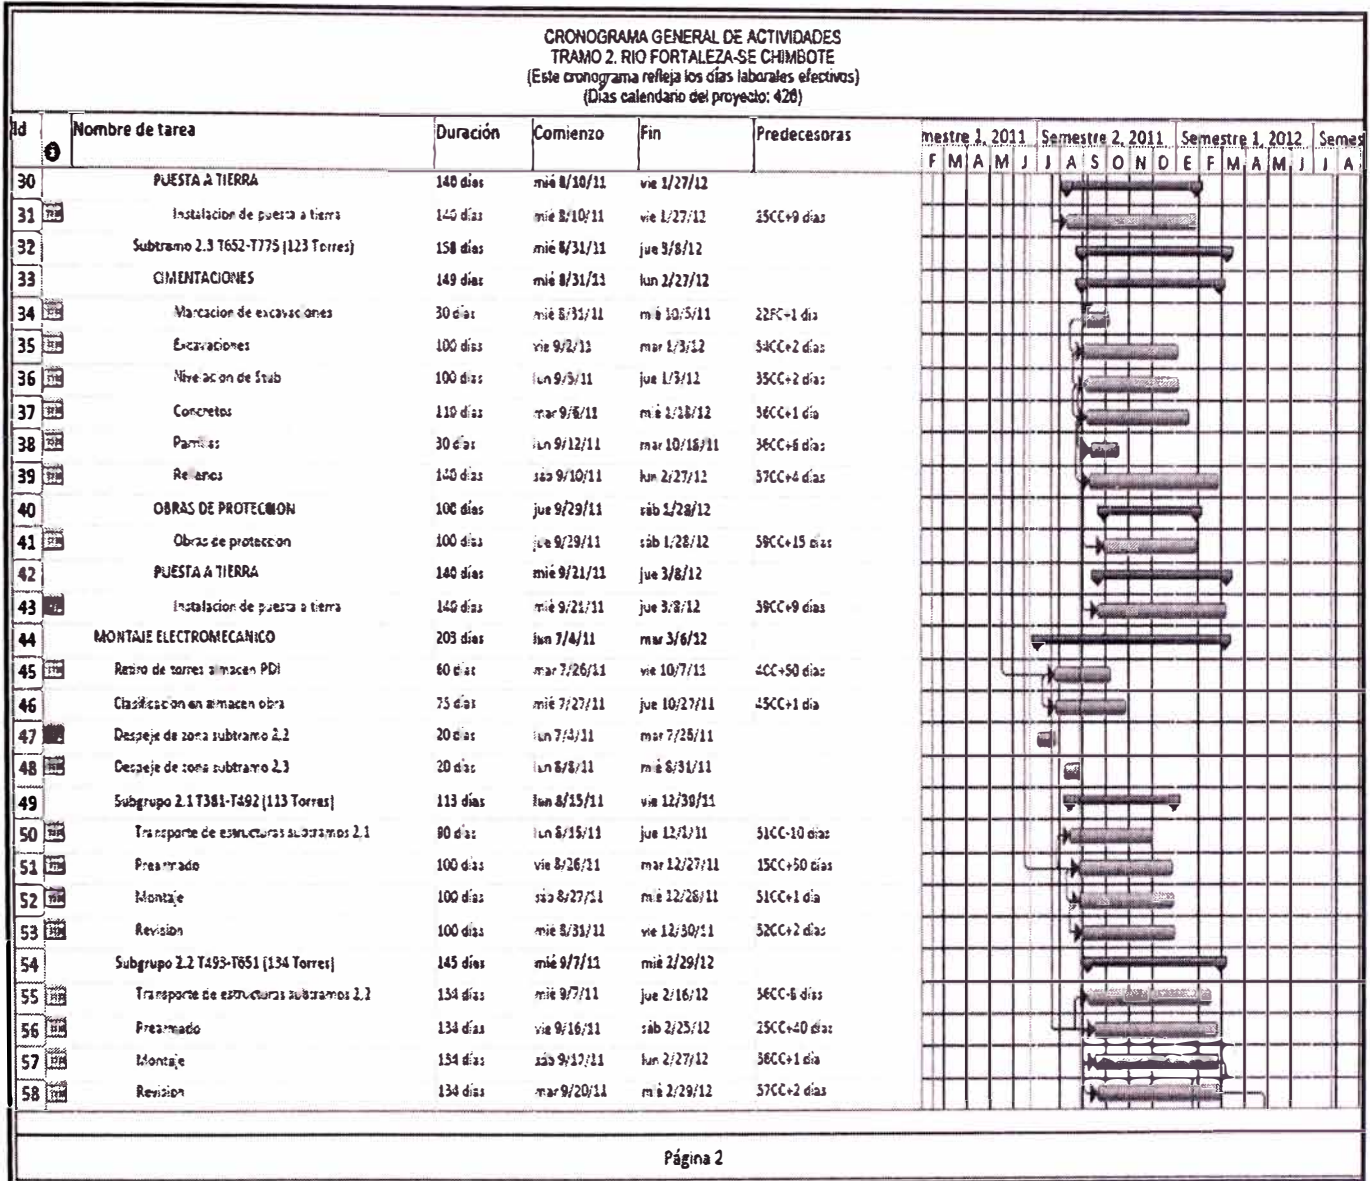 CRONOGRAMA GENERAL DE ACTIVIDADES
TRAMO 2. RIO FORTALEZA-SE CHIMBOTE
(Este cronograma refleja los días laborales efectivos)
(Días calendario del proyecto: 426)
Id Nombre de tarea Duración Comienzo Fin Predecesoras mestre 1, 2011 Semestre 2, 2011 Semestre 1, 2012 Semes
F M A M J J A S O N D E F M A M J J A
30 PUESTA A TIERRA 140 días mié 8/10/11 vie 1/27/12
31 Instalacion de puesta a tierra 140 días mié 8/10/11 vie 1/27/12 +9 días
32 Subtramo 2.3 T652-T775 (123 Torres) 158 días mié 8/31/11 jue 3/8/12
33 CIMENTACIONES 149 días mié 8/31/11 lun 2/27/12
34 Marcacion de excavaciones 30 días mié 8/31/11 mié 10/5/11 22FC+1 día
35 Excavaciones 100 días vie 9/2/11 mar 1/3/12 34CC+2 días
36 Nivelacion de Stub 100 días lun 9/5/11 jue 35CC+2 días
37 Concretos 110 días mar 9/6/11 mié 1/18/12 36CC+1 día
38 Parrillas 30 días lun 9/12/11 mar 10/18/11 36CC+6 días
39 Rellenos 140 días sáb 9/10/11 lun 2/27/12 37CC+4 días
40 OBRAS DE PROTECCION 100 días jue 9/29/11 sáb 1/28/12
41 Obras de proteccion 100 días jue 9/29/11 sáb 1/28/12 39CC+15 días
42 PUESTA A TIERRA 140 días mié 9/21/11 jue 3/8/12
43 Instalacion de puesta a tierra 140 días mié 9/21/11 jue 3/8/12 39CC+9 días
44 MONTAJE ELECTROMECANICO 203 días lun 7/4/11 mar 3/6/12
45 Retiro de torres almacen PDI 60 días mar 7/26/11 vie 10/7/11 4CC+50 días
46 Clasificacion en almacen obra 75 días mié 7/27/11 jue 10/27/11 45CC+1 día
47 Despeje de zona subtramo 2.2 20 días lun 7/4/11 mar 7/26/11
48 Despeje de zona subtramo 2.3 20 días lun 8/8/11 mié 8/31/11
49 Subgrupo 2.1 T381-T492 (113 Torres) 113 días lun 8/15/11 vie 12/30/11
50 Transporte de estructuras subtramos 2.1 90 días lun 8/15/11 jue 12/1/11 51CC-10 días
51 Prearmado 100 días vie 8/26/11 mar 12/27/11 15CC+50 días
52 Montaje 100 días sáb 8/27/11 mié 12/28/11 51CC+1 día
53 Revision 100 días mié 8/31/11 vie 12/30/11 52CC+2 días
54 Subgrupo 2.2 T493-T651 (134 Torres) 145 días mié 9/7/11 mié 2/29/12
55 Transporte de estructuras subtramos 2.2 134 días mié 9/7/11 jue 2/16/12 días
56 Prearmado 134 días vie 9/16/11 sáb 2/25/12 25CC+40 días
57 Montaje 134 días sáb 9/17/11 lun 2/27/12 56CC+1 día
58 Revision 134 días mar 9/20/11 mié 2/29/12 57CC+2 días
Página 2